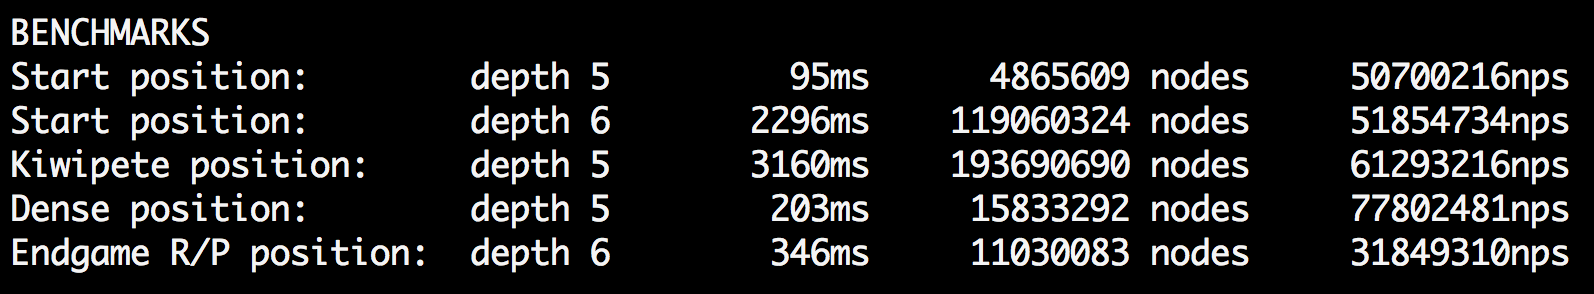 BENCHMARKS
Start position: depth 5 95ms 4865609 nodes 50700216nps
Start position: depth 6 2296ms 119060324 nodes 51854734nps
Kiwipete position: depth 5 3160ms 193690690 nodes 61293216nps
Dense position: depth 5 203ms 15833292 nodes 77802481nps
Endgame R/P position: depth 6 346ms 11030083 nodes 31849310nps